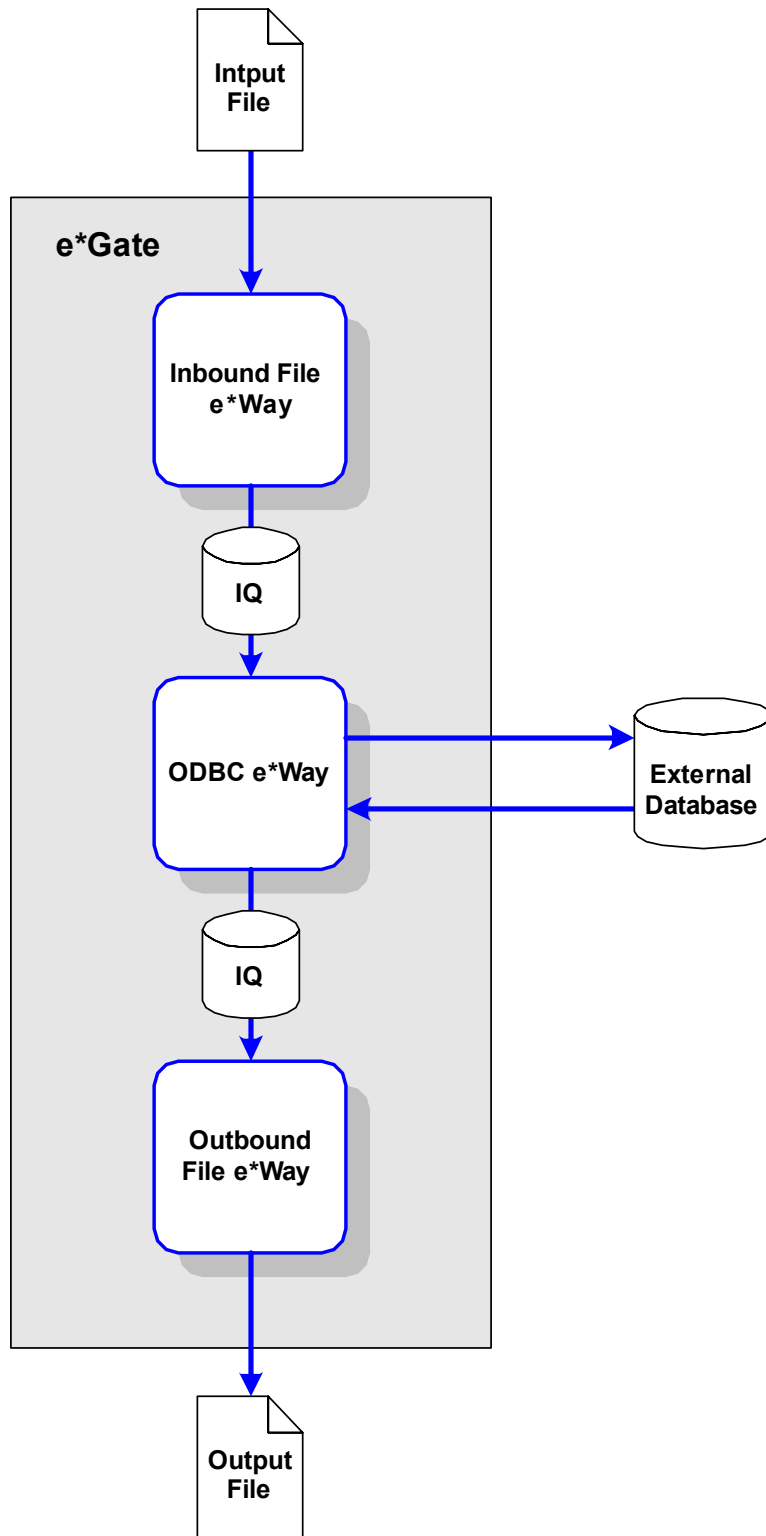 Intput
File
e*Gate
Inbound File
e*Way
IQ
ODBC e*Way
External
Database
IQ
Outbound
File e*Way
Output
File